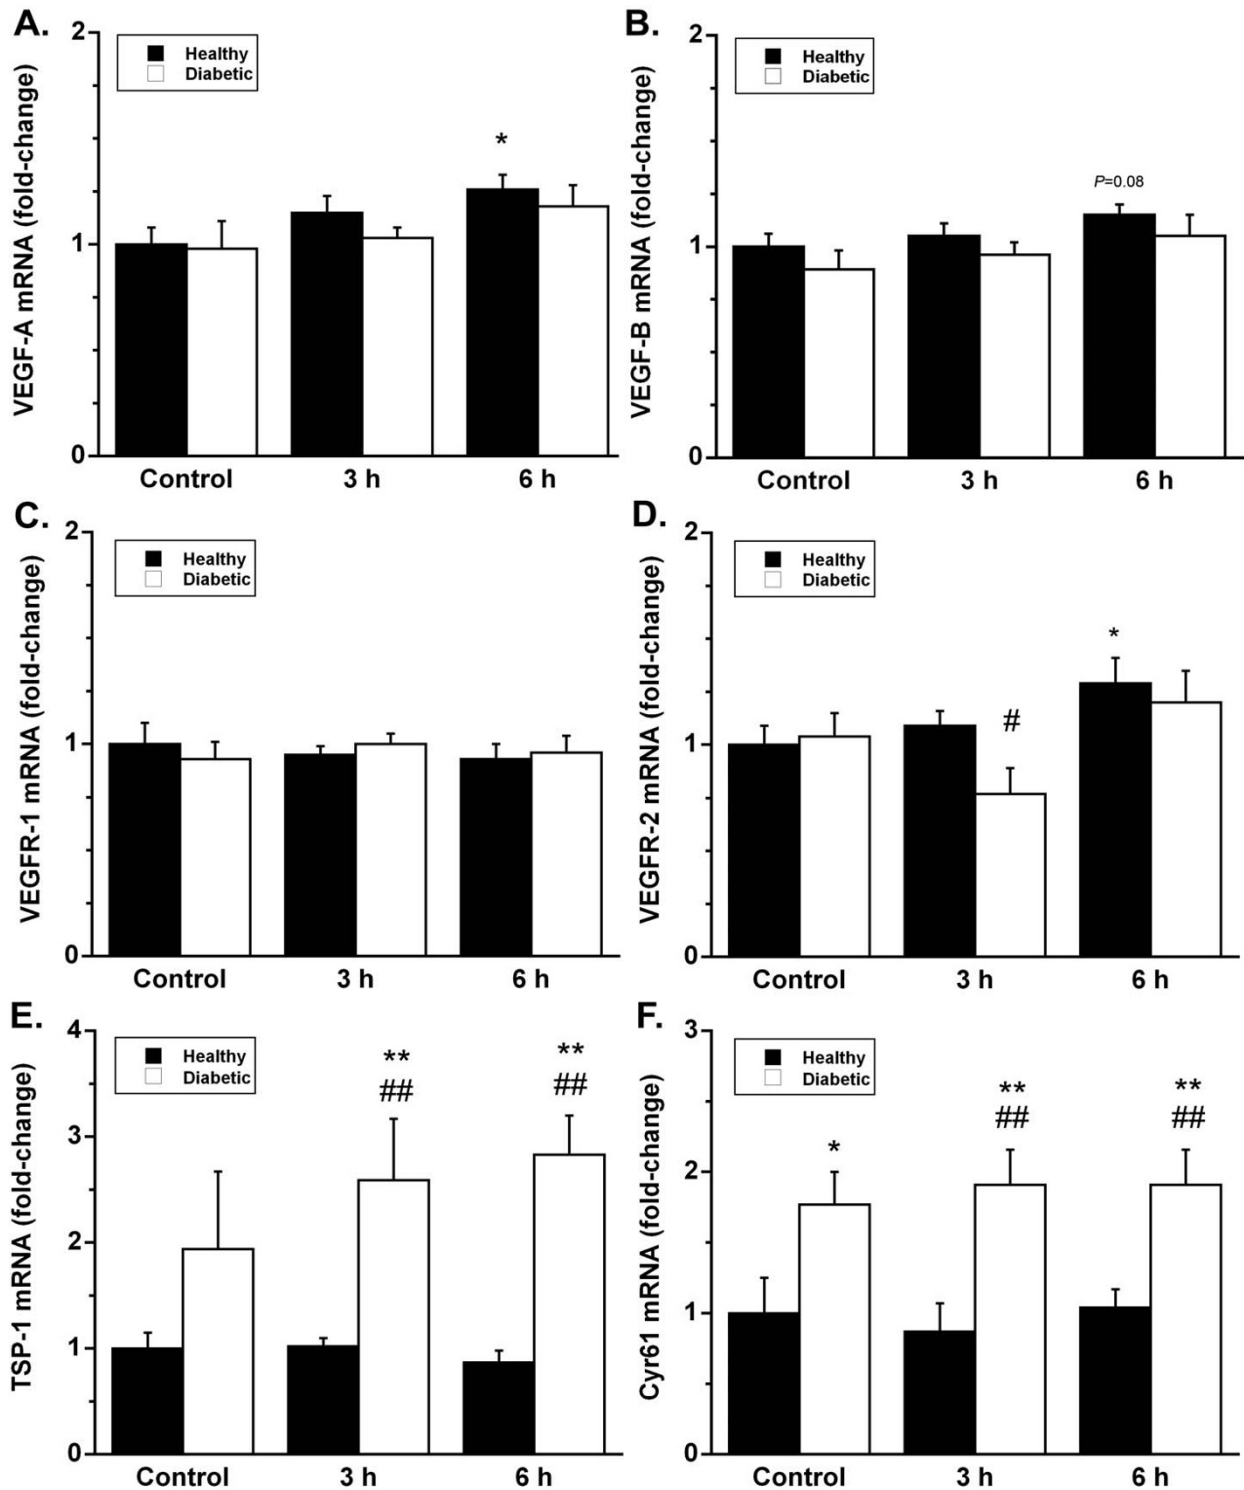 A.
VEGF-A mRNA (fold-change)
2
1
0
Healthy
Diabetic
*
Control
3 h
6 h
B.
VEGF-B mRNA (fold-change)
2
1
0
Healthy
Diabetic
P=0.08
Control
3 h
6 h
C.
VEGFR-1 mRNA (fold-change)
2
1
0
Healthy
Diabetic
Control
3 h
6 h
D.
VEGFR-2 mRNA (fold-change)
2
1
0
Healthy
Diabetic
*
#
Control
3 h
6 h
E.
TSP-1 mRNA (fold-change)
4
3
2
1
0
Healthy
Diabetic
**
##
**
##
Control
3 h
6 h
F.
Cyr61 mRNA (fold-change)
3
2
1
0
Healthy
Diabetic
*
**
##
**
##
Control
3 h
6 h